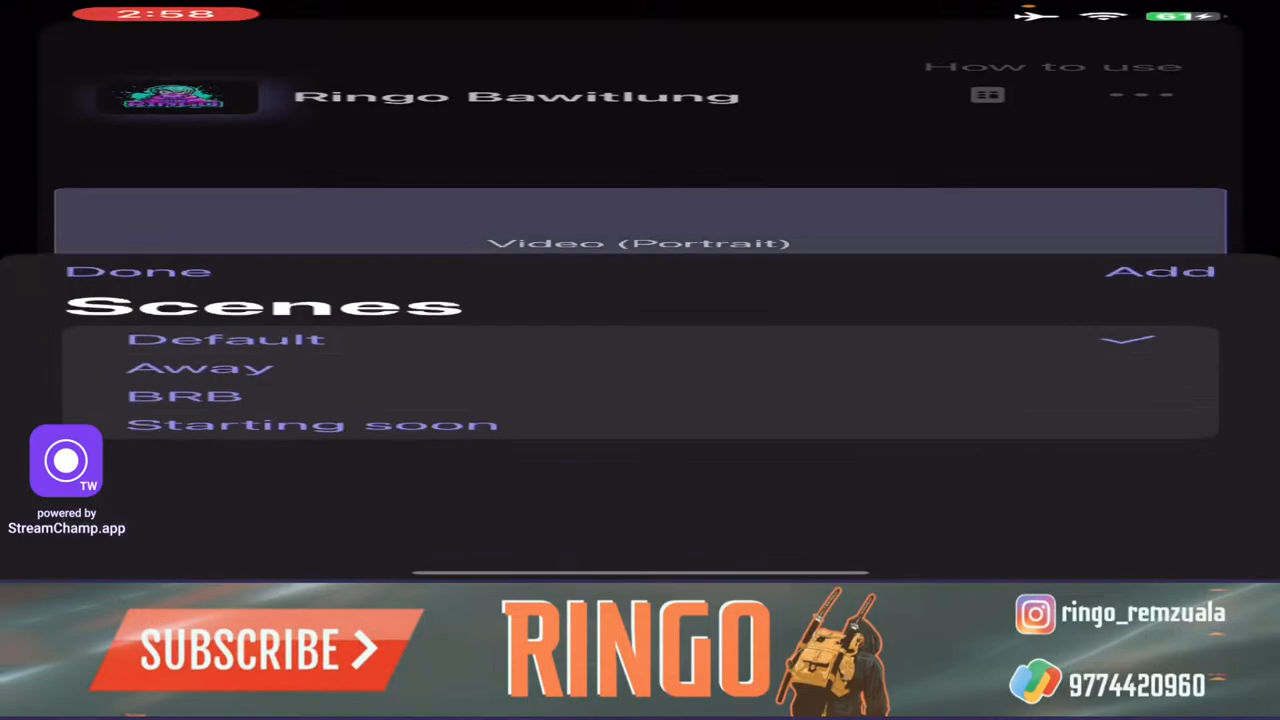 2:58
61
How to use
Ringo Bawitlung
Video (Portrait)
Done
Add
Scenes
Default
Away
BRB
Starting soon
TW
powered by
StreamChamp.app
SUBSCRIBE >
RINGO
ringo_remzuala
9774420960